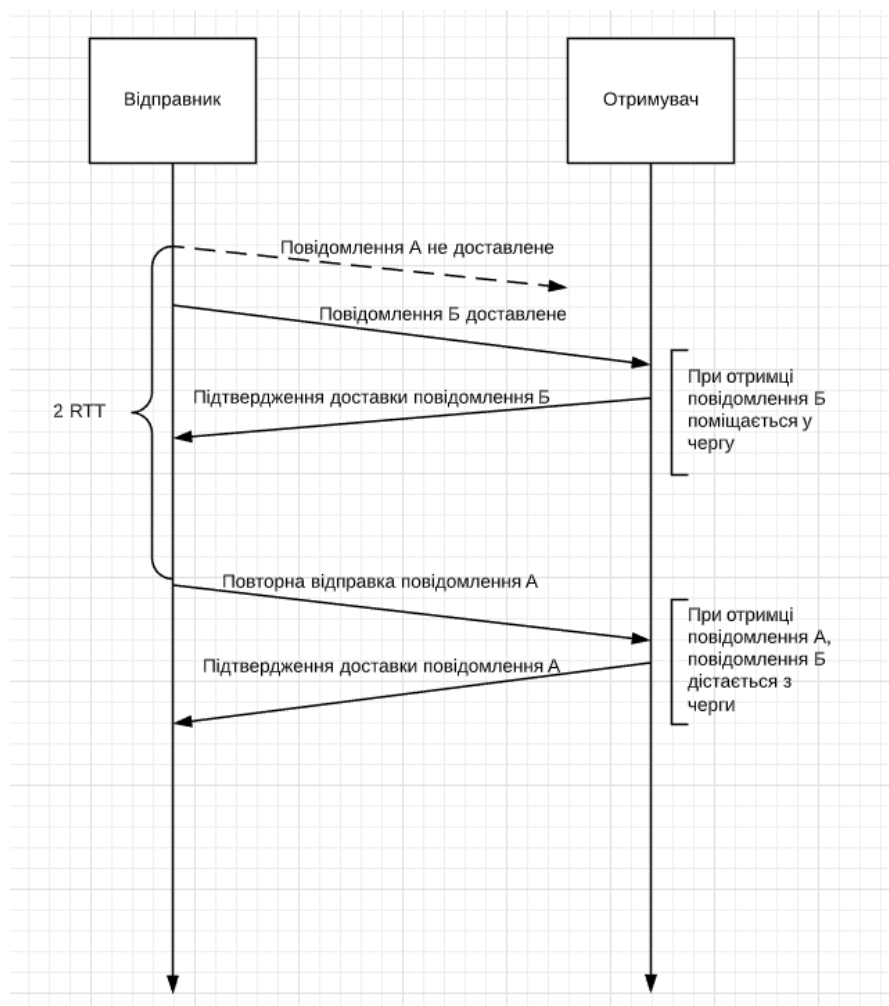 Відправник
Отримувач
Повідомлення А не доставлене
Повідомлення Б доставлене
При отримці
повідомлення Б
поміщається у
чергу
Підтвердження доставки повідомлення Б
2 RTT
Повторна відправка повідомлення А
При отримці
повідомлення А,
повідомлення Б
дістається з
черги
Підтвердження доставки повідомлення А